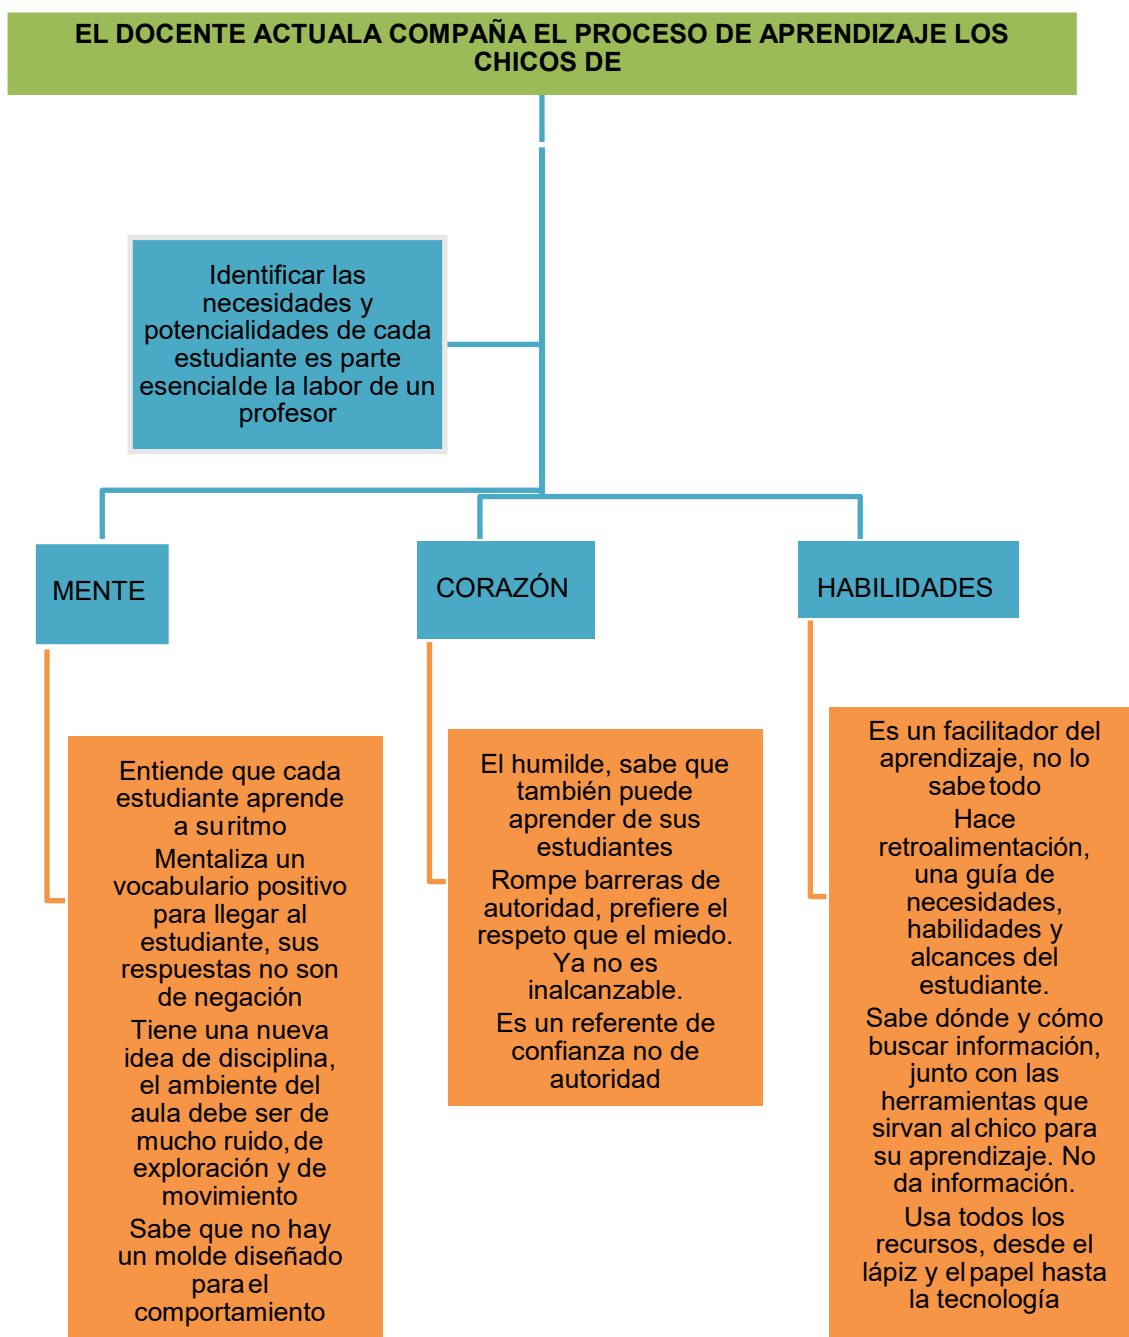 EL DOCENTE ACTUALA COMPAÑA EL PROCESO DE APRENDIZAJE LOS
CHICOS DE
Identificar las
necesidades y
potencialidades de cada
estudiante es parte
esencialde la labor de un
profesor
MENTE
CORAZÓN
HABILIDADES
Entiende que cada
estudiante aprende
a suritmo
Mentaliza un
vocabulario positivo
para llegar al
estudiante, sus
respuestas no son
de negación
Tiene una nueva
idea de disciplina,
el ambiente del
aula debe ser de
mucho ruido, de
exploración y de
movimiento
Sabe que no hay
un molde diseñado
para el
comportamiento
El humilde, sabe que
también puede
aprender de sus
estudiantes
Rompe barreras de
autoridad, prefiere el
respeto que el miedo.
Ya no es
inalcanzable.
Es un referente de
confianza no de
autoridad
Es un facilitador del
aprendizaje, no lo
sabe todo
Hace
retroalimentación,
una guía de
necesidades,
habilidades y
alcances del
estudiante.
Sabe dónde y cómo
buscar información,
junto con las
herramientas que
sirvan al chico para
su aprendizaje. No
da información.
Usa todos los
recursos, desde el
lápiz y el papel hasta
la tecnología